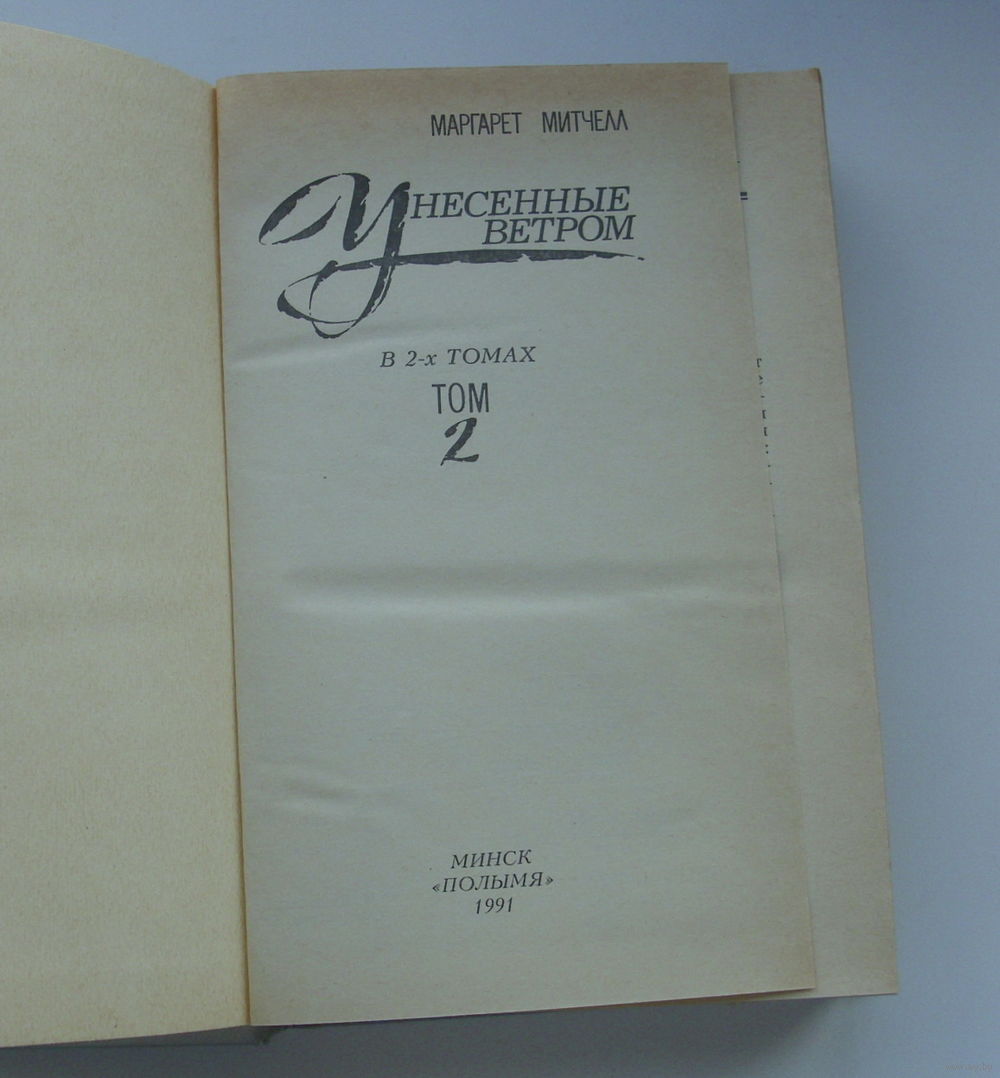 МАРГАРЕТ МИТЧЕЛЛ
УНЕСЕННЫЕ
ВЕТРОМ
В 2-х ТОМАХ
ТОМ
2
МИНСК
«ПОЛЫМЯ»
1991